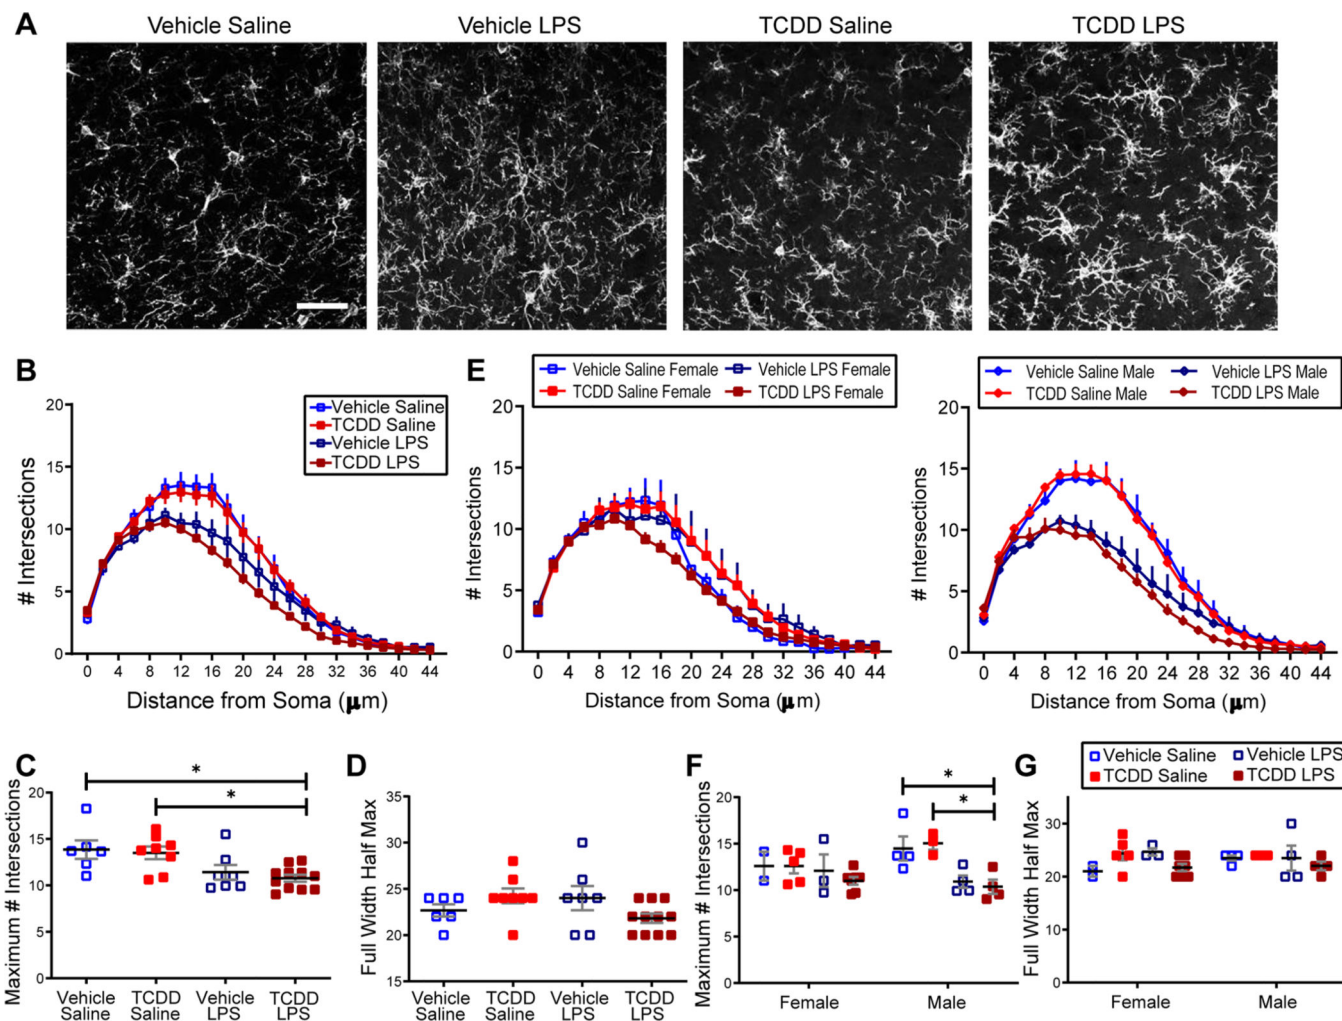 A
Vehicle Saline
Vehicle LPS
TCDD Saline
TCDD LPS
B
20
15
10
5
0
# Intersections
0 4 8 12 16 20 24 28 32 36 40 44
Distance from Soma (μm)
Vehicle Saline
TCDD Saline
Vehicle LPS
TCDD LPS
E
Vehicle Saline Female
Vehicle LPS Female
TCDD Saline Female
TCDD LPS Female
20
15
10
5
0
# Intersections
0 4 8 12 16 20 24 28 32 36 40 44
Distance from Soma (μm)
Vehicle Saline Male
Vehicle LPS Male
TCDD Saline Male
TCDD LPS Male
20
15
10
5
0
# Intersections
0 4 8 12 16 20 24 28 32 36 40 44
Distance from Soma (μm)
C
*
*
20
15
10
5
0
Maximum # Intersections
Vehicle Saline
TCDD Saline
Vehicle LPS
TCDD LPS
D
35
30
25
20
15
Full Width Half Max
Vehicle Saline
TCDD Saline
Vehicle LPS
TCDD LPS
F
*
*
20
15
10
5
0
Maximum # Intersections
Female
Male
G
Vehicle Saline
Vehicle LPS
TCDD Saline
TCDD LPS
30
20
10
0
Full Width Half Max
Female
Male